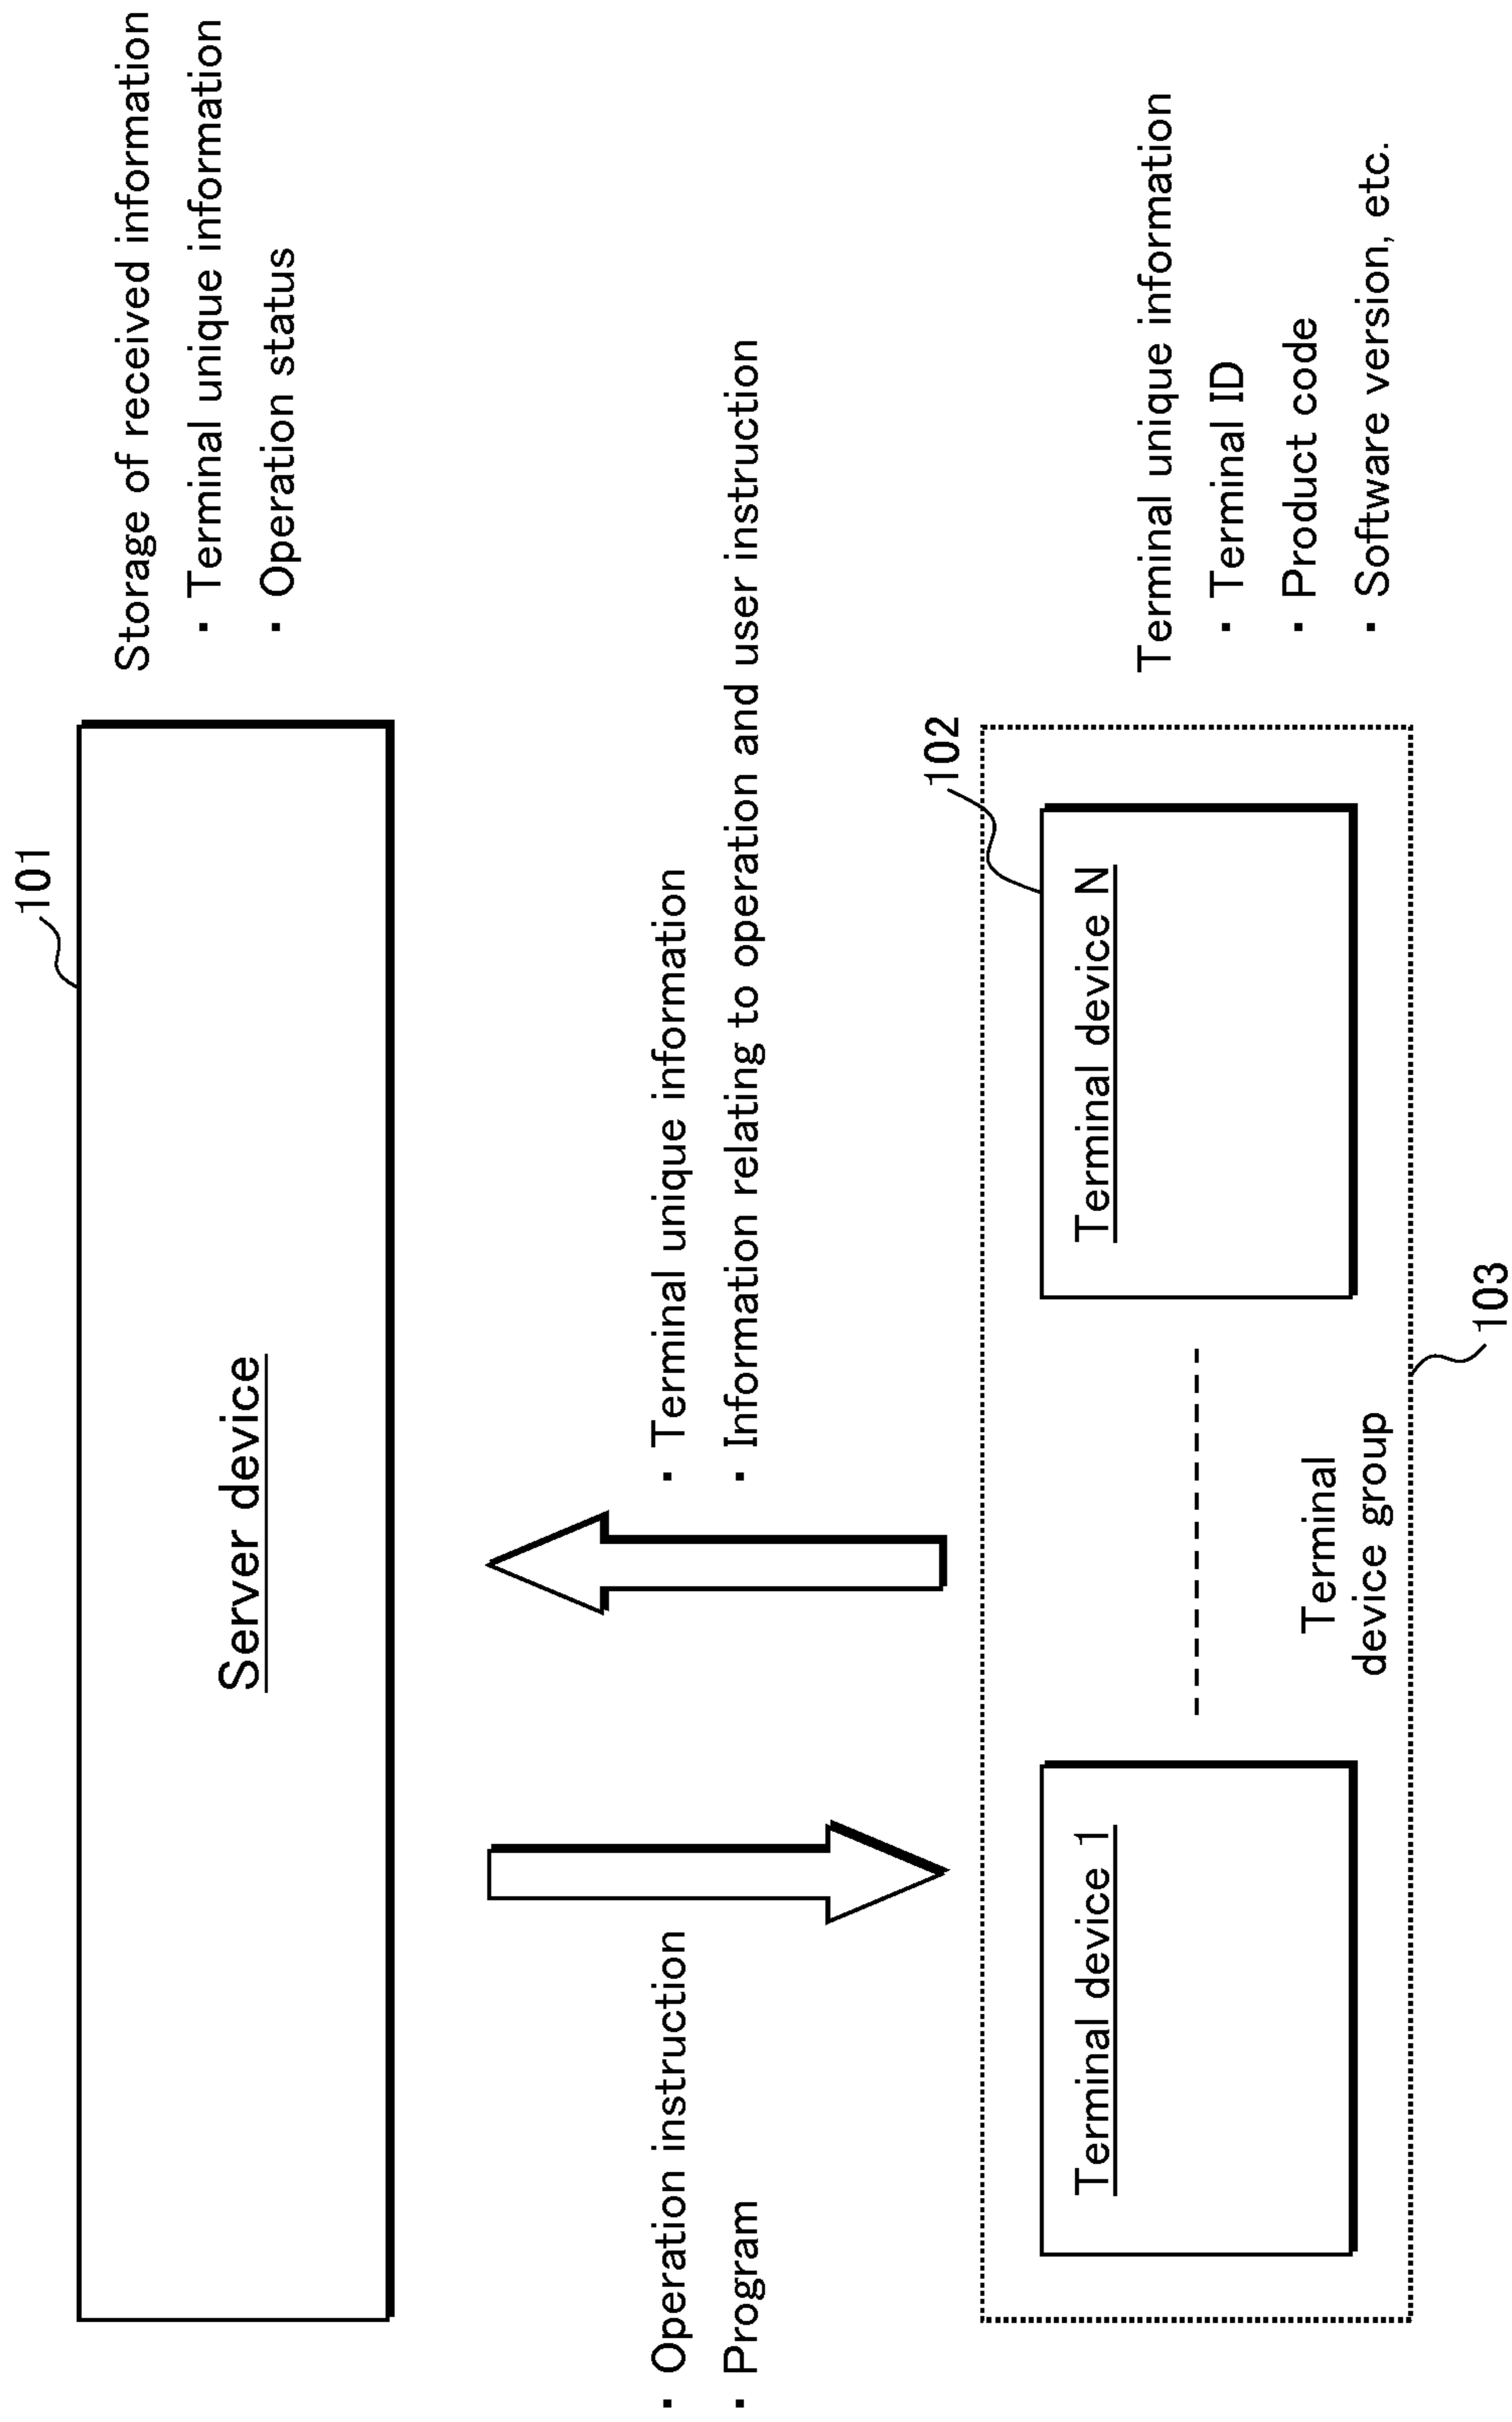 101
Server device
Storage of received information
・Terminal unique information
・Operation status
・Operation instruction
・Program
・Terminal unique information
・Information relating to operation and user instruction
102
Terminal device 1
Terminal device N
Terminal
device group
103
Terminal unique information
・Terminal ID
・Product code
・Software version, etc.